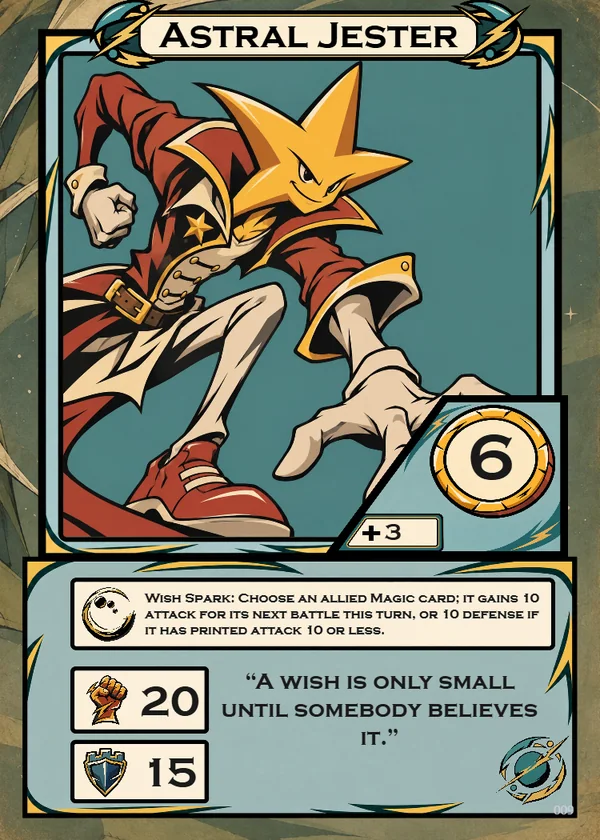 Astral Jester
6
+3
Wish Spark: Choose an allied Magic card; it gains 10
attack for its next battle this turn, or 10 defense if
it has printed attack 10 or less.
20
“A wish is only small
until somebody believes
it.”
15
009